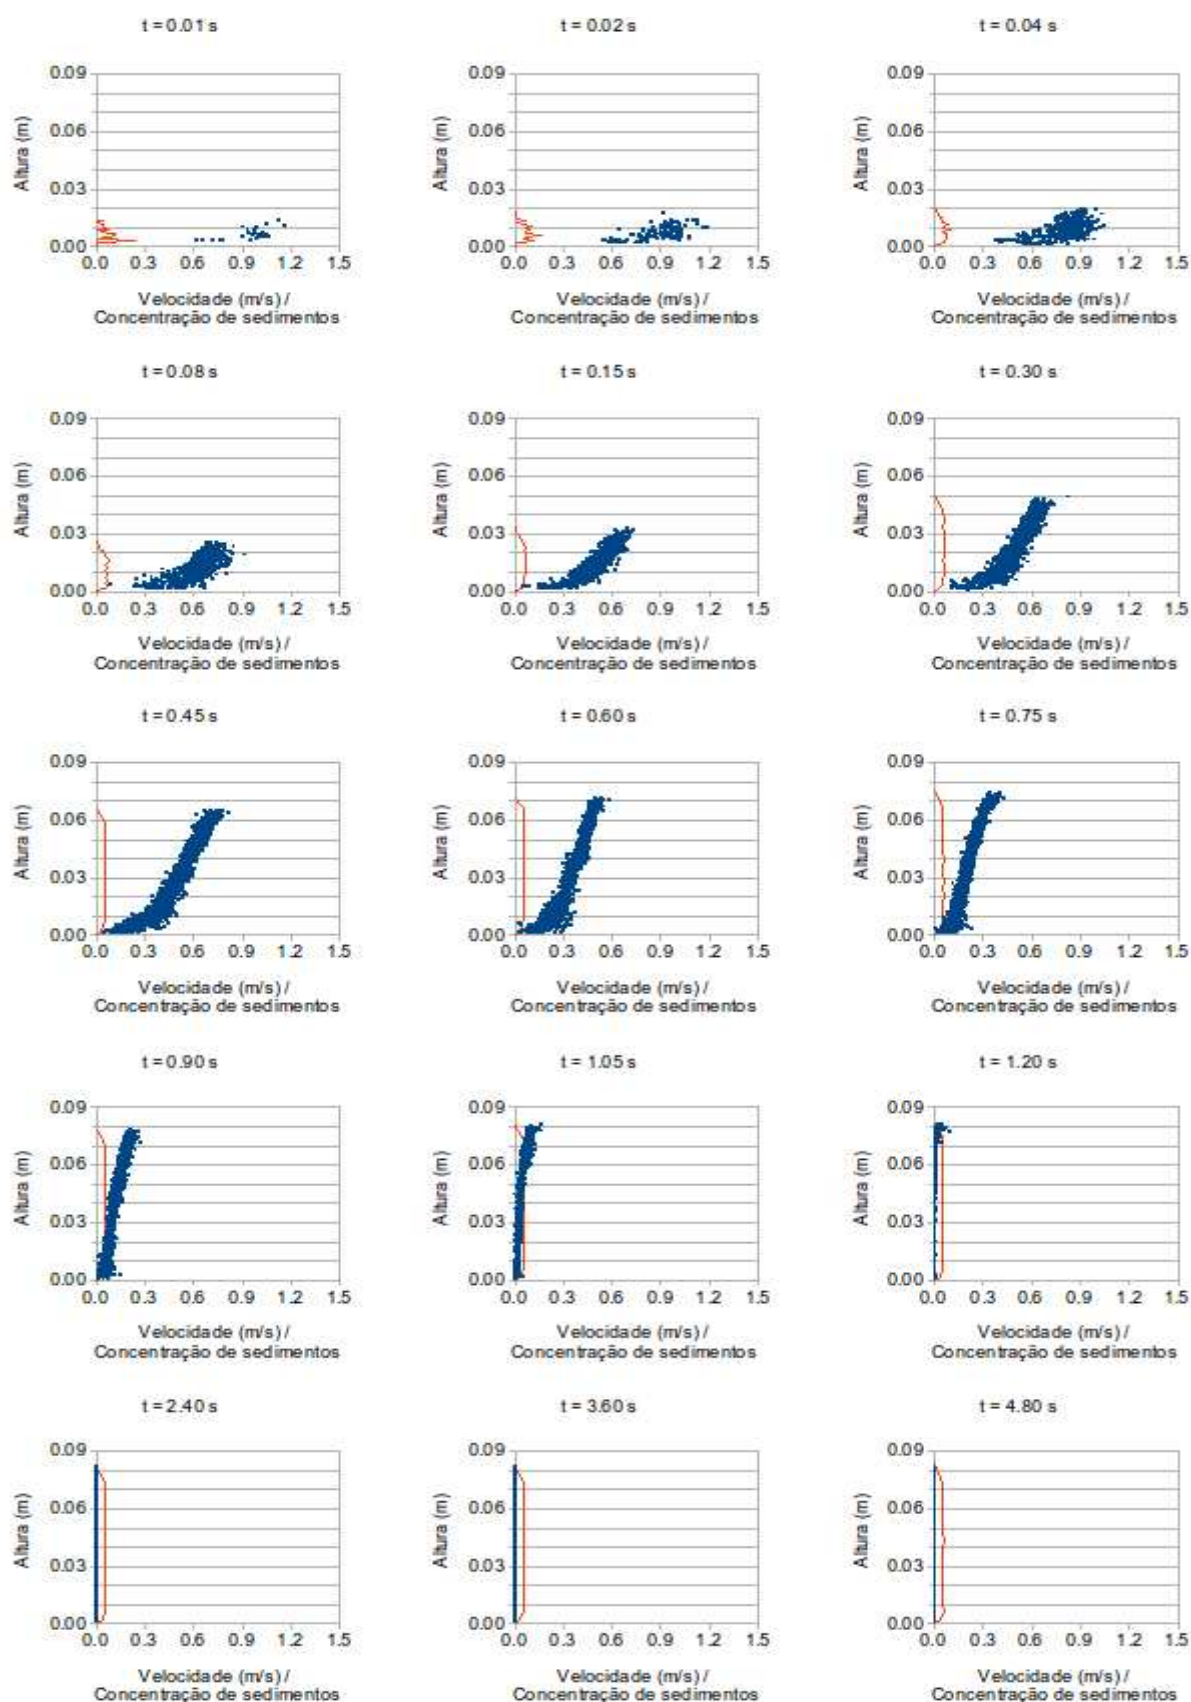 t = 0.01 s
0.09
0.06
0.03
0.00
Altura (m)
0.0 0.3 0.6 0.9 1.2 1.5
Velocidade (m/s) /
Concentração de sedimentos
t = 0.02 s
0.09
0.06
0.03
0.00
Altura (m)
0.0 0.3 0.6 0.9 1.2 1.5
Velocidade (m/s) /
Concentração de sedimentos
t = 0.04 s
0.09
0.06
0.03
0.00
Altura (m)
0.0 0.3 0.6 0.9 1.2 1.5
Velocidade (m/s) /
Concentração de sedimentos
t = 0.08 s
0.09
0.06
0.03
0.00
Altura (m)
0.0 0.3 0.6 0.9 1.2 1.5
Velocidade (m/s) /
Concentração de sedimentos
t = 0.15 s
0.09
0.06
0.03
0.00
Altura (m)
0.0 0.3 0.6 0.9 1.2 1.5
Velocidade (m/s) /
Concentração de sedimentos
t = 0.30 s
0.09
0.06
0.03
0.00
Altura (m)
0.0 0.3 0.6 0.9 1.2 1.5
Velocidade (m/s) /
Concentração de sedimentos
t = 0.45 s
0.09
0.06
0.03
0.00
Altura (m)
0.0 0.3 0.6 0.9 1.2 1.5
Velocidade (m/s) /
Concentração de sedimentos
t = 0.60 s
0.09
0.06
0.03
0.00
Altura (m)
0.0 0.3 0.6 0.9 1.2 1.5
Velocidade (m/s) /
Concentração de sedimentos
t = 0.75 s
0.09
0.06
0.03
0.00
Altura (m)
0.0 0.3 0.6 0.9 1.2 1.5
Velocidade (m/s) /
Concentração de sedimentos
t = 0.90 s
0.09
0.06
0.03
0.00
Altura (m)
0.0 0.3 0.6 0.9 1.2 1.5
Velocidade (m/s) /
Concentração de sedimentos
t = 1.05 s
0.09
0.06
0.03
0.00
Altura (m)
0.0 0.3 0.6 0.9 1.2 1.5
Velocidade (m/s) /
Concentração de sedimentos
t = 1.20 s
0.09
0.06
0.03
0.00
Altura (m)
0.0 0.3 0.6 0.9 1.2 1.5
Velocidade (m/s) /
Concentração de sedimentos
t = 2.40 s
0.09
0.06
0.03
0.00
Altura (m)
0.0 0.3 0.6 0.9 1.2 1.5
Velocidade (m/s) /
Concentração de sedimentos
t = 3.60 s
0.09
0.06
0.03
0.00
Altura (m)
0.0 0.3 0.6 0.9 1.2 1.5
Velocidade (m/s) /
Concentração de sedimentos
t = 4.80 s
0.09
0.06
0.03
0.00
Altura (m)
0.0 0.3 0.6 0.9 1.2 1.5
Velocidade (m/s) /
Concentração de sedimentos